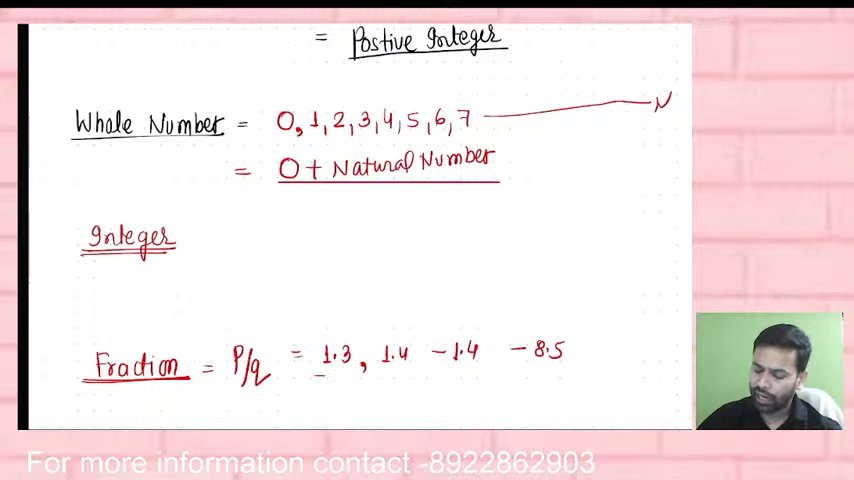 = Postive Integer
Whole Number = 0, 1, 2, 3, 4, 5, 6, 7 ——— N
= 0 + Natural Number
Integer
Fraction = P/q = 1.3, 1.4 -1.4 -8.5
For more information contact -8922862903